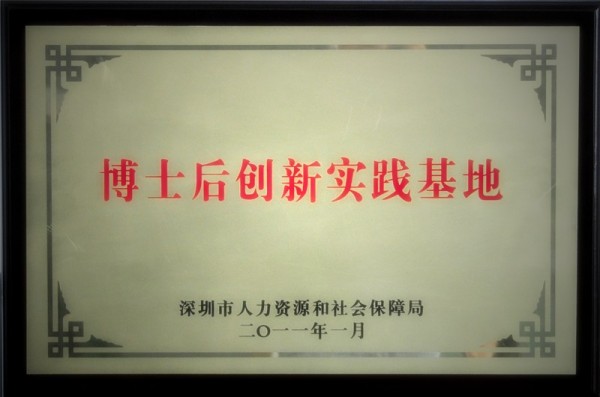 博士后创新实践基地
深圳市人力资源和社会保障局
二〇一一年一月